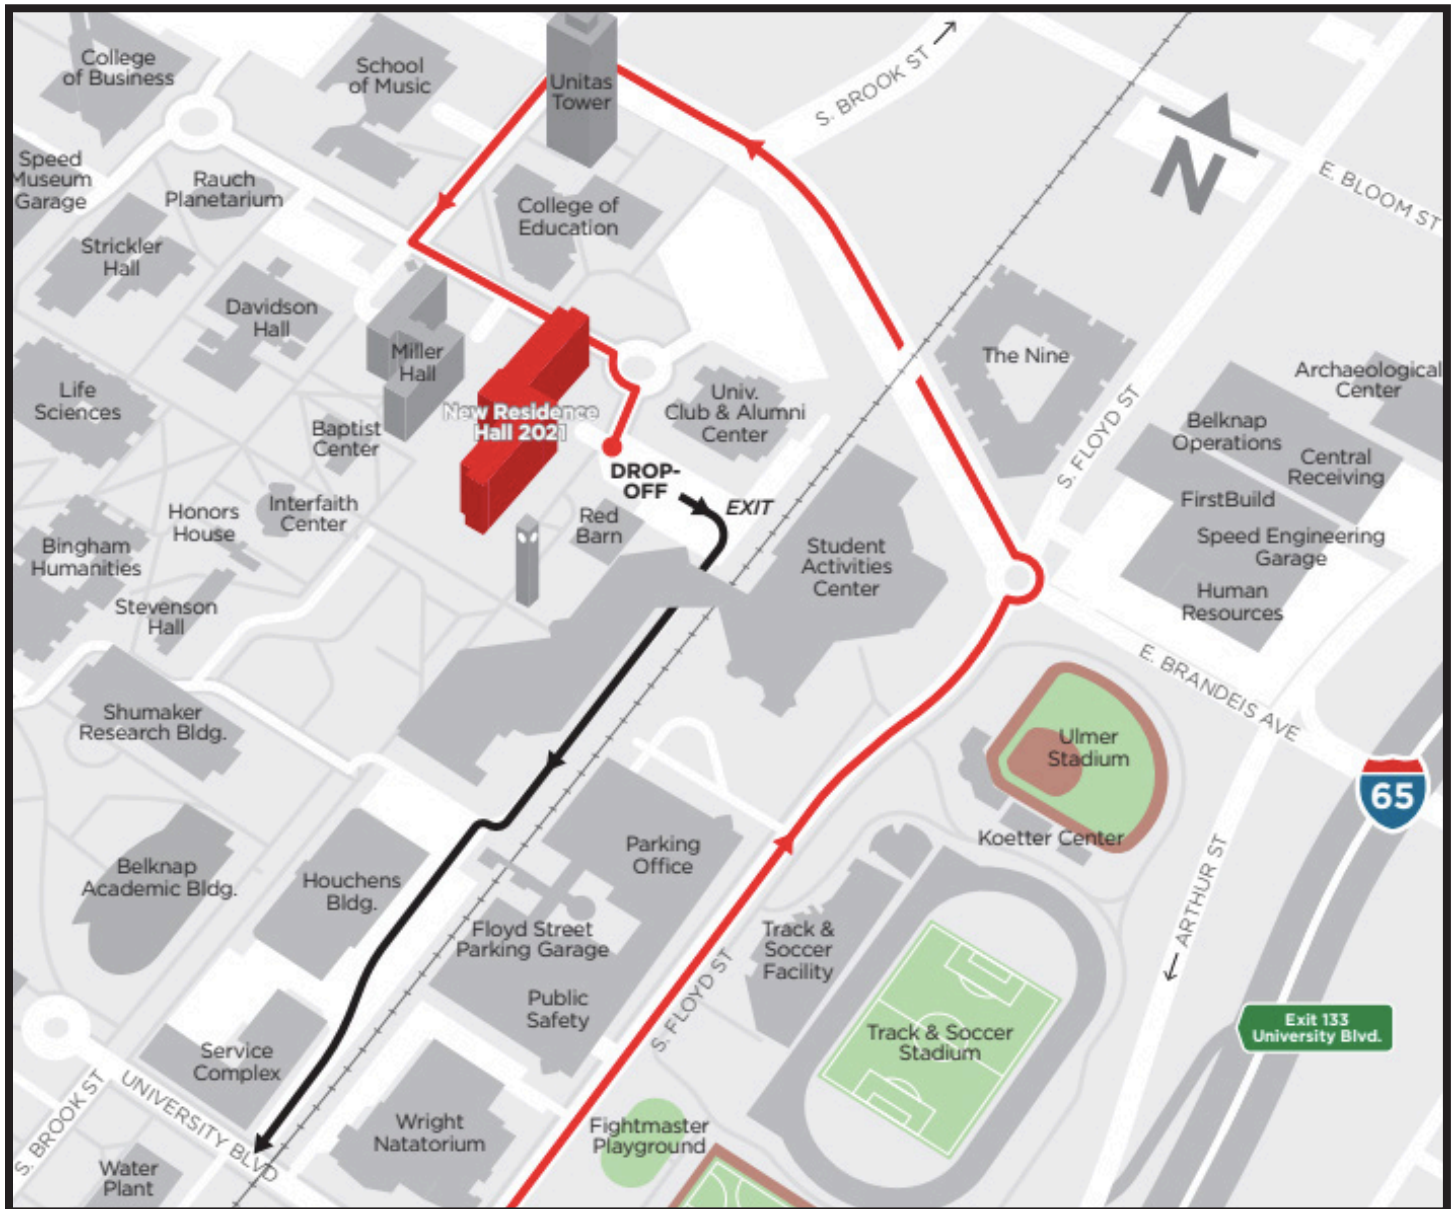 College
of Business
School
of Music
Unitas
Tower
S. BROOK ST
Speed
Museum
Garage
Rauch
Planetarium
N
E. BLOOM ST
College of
Education
Strickler
Hall
Davidson
Hall
Miller
Hall
The Nine
Archaeological
Center
Life
Sciences
New Residence
Hall 2021
Univ.
Club & Alumni
Center
Baptist
Center
S. FLOYD ST
Belknap
Operations
Central
Receiving
DROP-
OFF
EXIT
FirstBuild
Honors
House
Interfaith
Center
Red
Barn
Speed Engineering
Garage
Bingham
Humanities
Student
Activities
Center
Human
Resources
Stevenson
Hall
E. BRANDEIS AVE
Shumaker
Research Bldg.
Ulmer
Stadium
65
Koetter Center
Parking
Office
Belknap
Academic Bldg.
Houchens
Bldg.
ARTHUR ST
Floyd Street
Parking Garage
Track &
Soccer
Facility
S. FLOYD ST
Public
Safety
Exit 133
University Blvd.
Track & Soccer
Stadium
Service
Complex
S. BROOK ST
UNIVERSITY BLVD
Wright
Natatorium
Fightmaster
Playground
Water
Plant